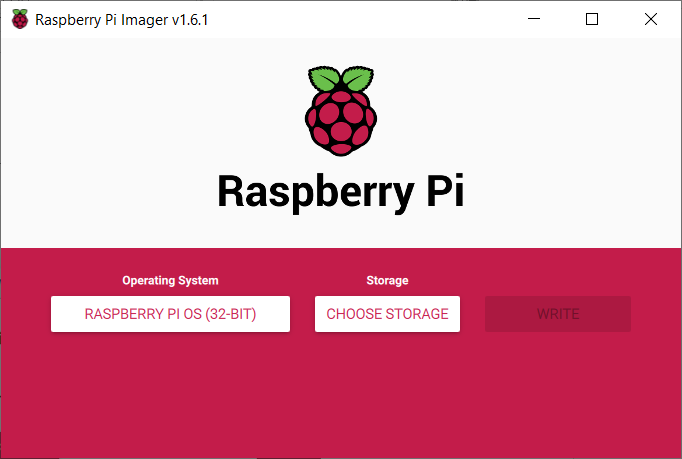 Raspberry Pi Imager v1.6.1
Raspberry Pi
Operating System
Storage
RASPBERRY PI OS (32-BIT)
CHOOSE STORAGE
WRITE